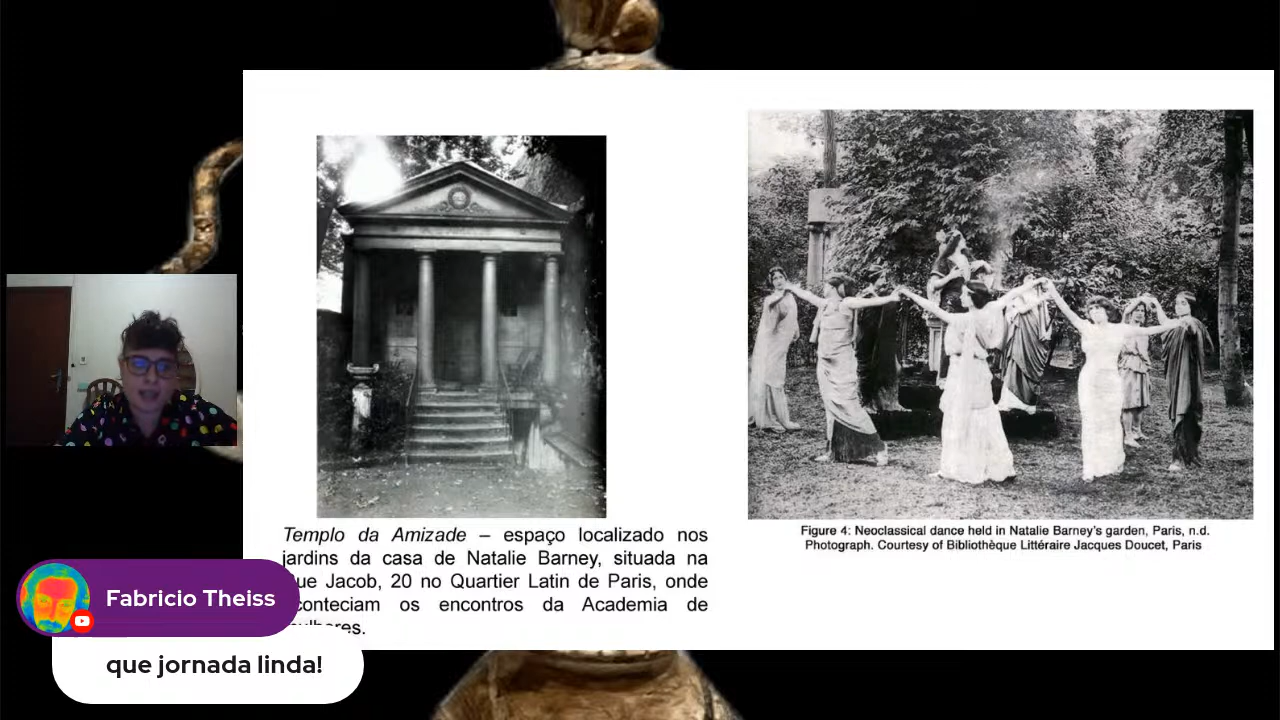 Templo da Amizade – espaço localizado nos
jardins da casa de Natalie Barney, situada na
Jacob, 20 no Quartier Latin de Paris, onde
os encontros da Academia de
Figure 4: Neoclassical dance held in Natalie Barney's garden, Paris, n.d.
Photograph. Courtesy of Bibliothèque Littéraire Jacques Doucet, Paris
Fabricio Theiss
que jornada linda!